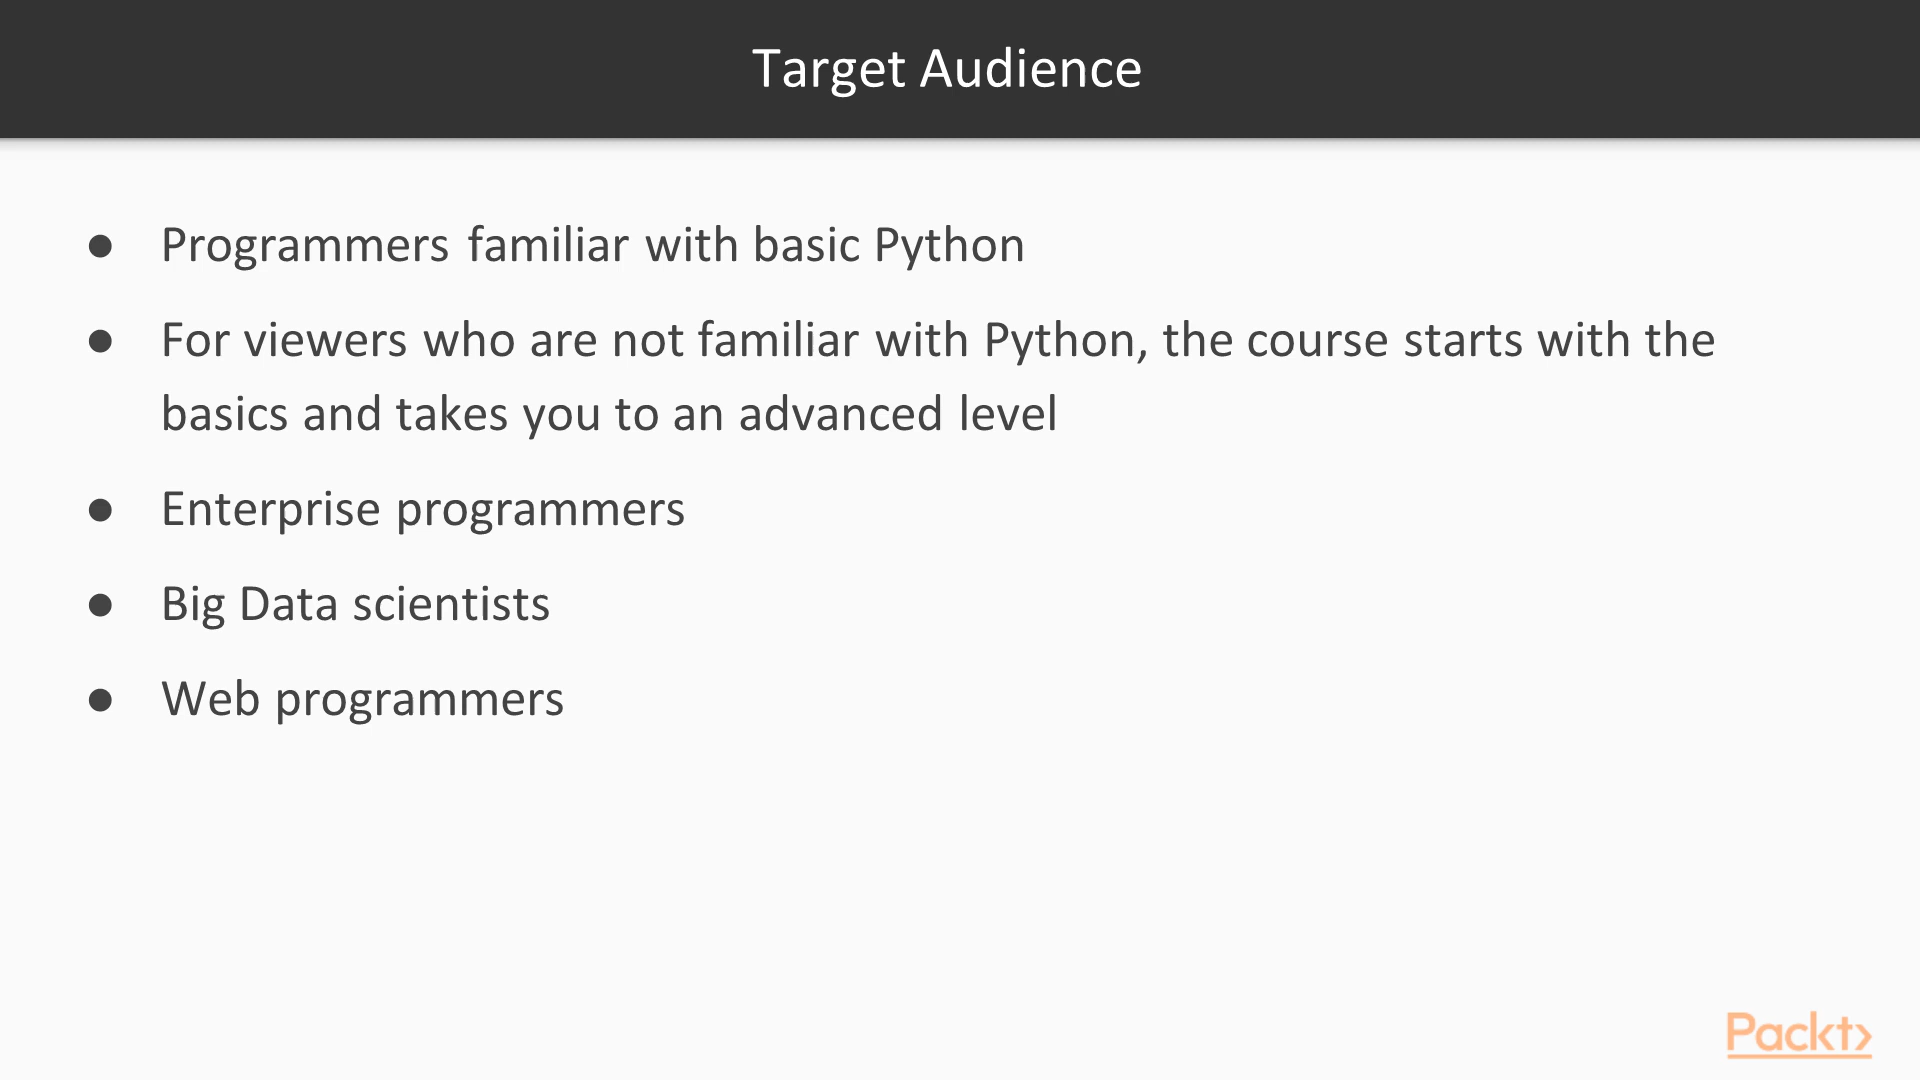 Target Audience
● Programmers familiar with basic Python
● For viewers who are not familiar with Python, the course starts with the
basics and takes you to an advanced level
● Enterprise programmers
● Big Data scientists
● Web programmers
Packt>